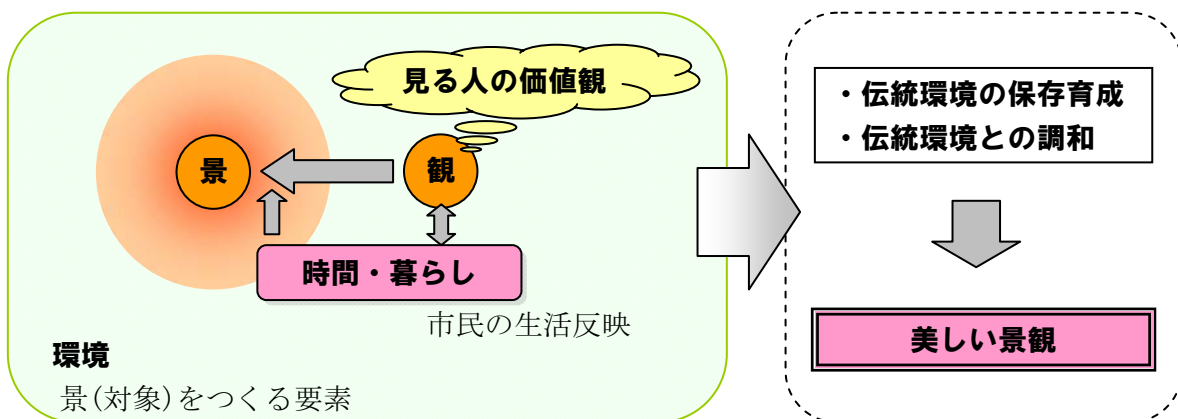 見る人の価値観
景
観
時間・暮らし
市民の生活反映
環境
景(対象)をつくる要素
・伝統環境の保存育成
・伝統環境との調和
美しい景観